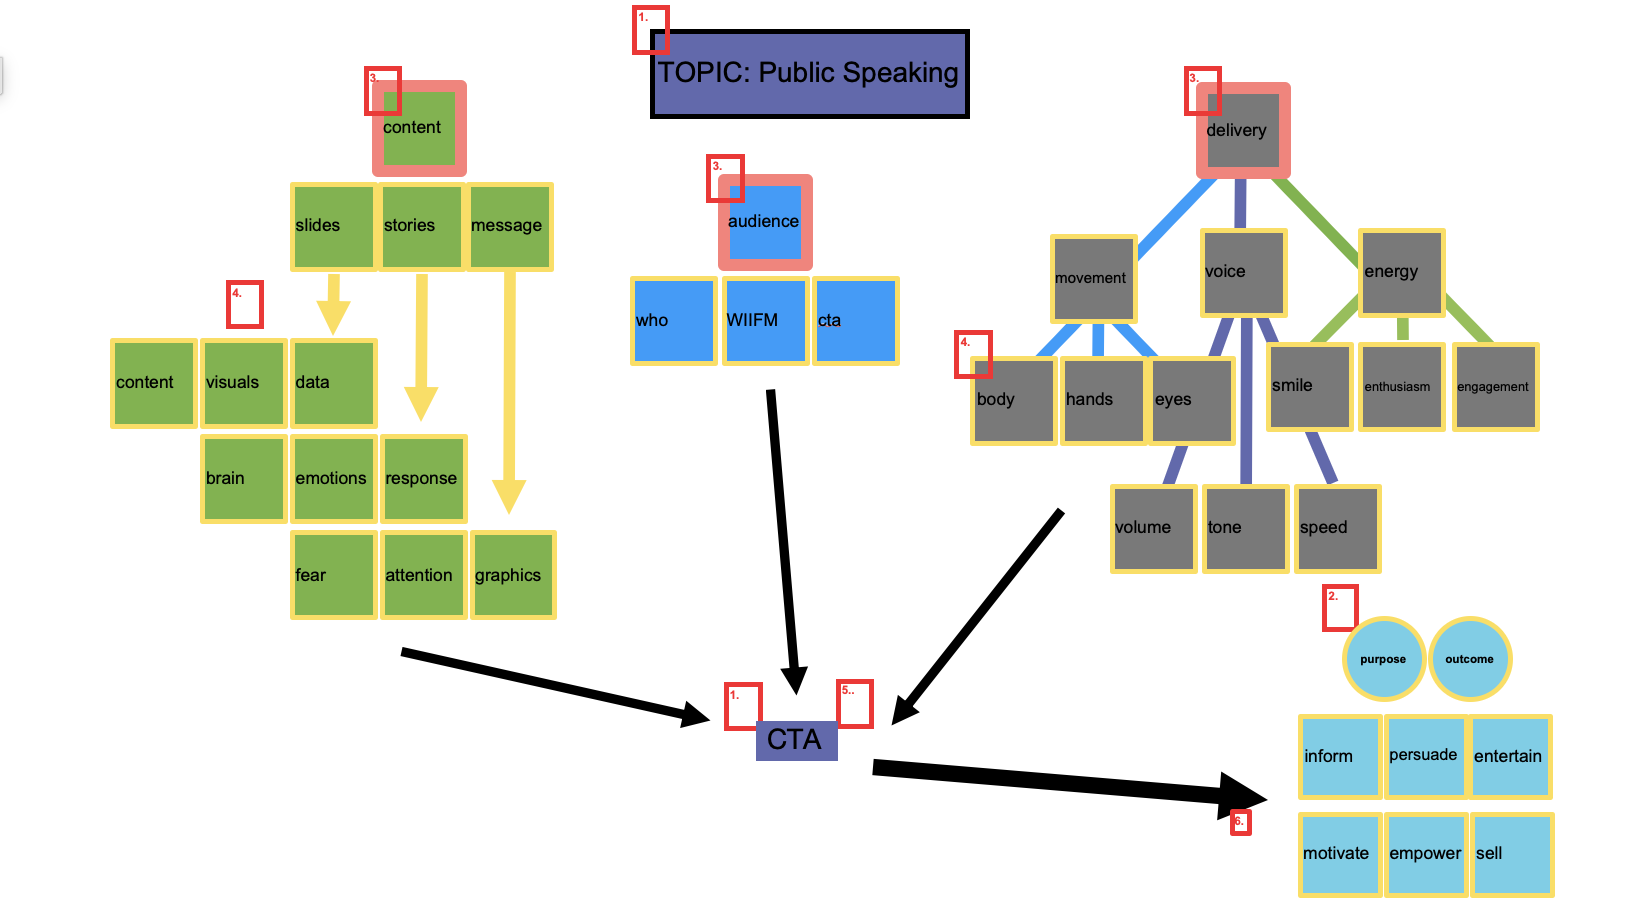 1.
TOPIC: Public Speaking
3.
content
slides
stories
message
4.
content
visuals
data
brain
emotions
response
fear
attention
graphics
3.
audience
who
WIIFM
cta
3.
delivery
movement
voice
energy
4.
body
hands
eyes
smile
enthusiasm
engagement
volume
tone
speed
1.
5..
CTA
2.
purpose
outcome
inform
persuade
entertain
6.
motivate
empower
sell